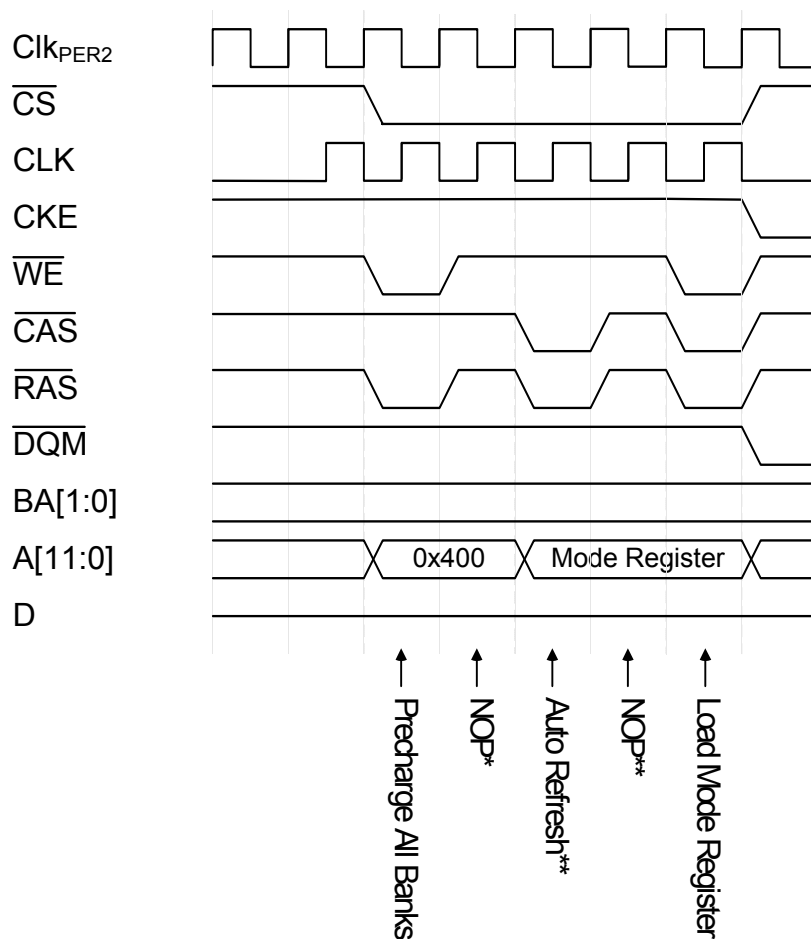 ClkPER2
CS
CLK
CKE
WE
CAS
RAS
DQM
BA[1:0]
A[11:0]
0x400
Mode Register
D
Precharge All Banks
NOP*
Auto Refresh**
NOP**
Load Mode Register